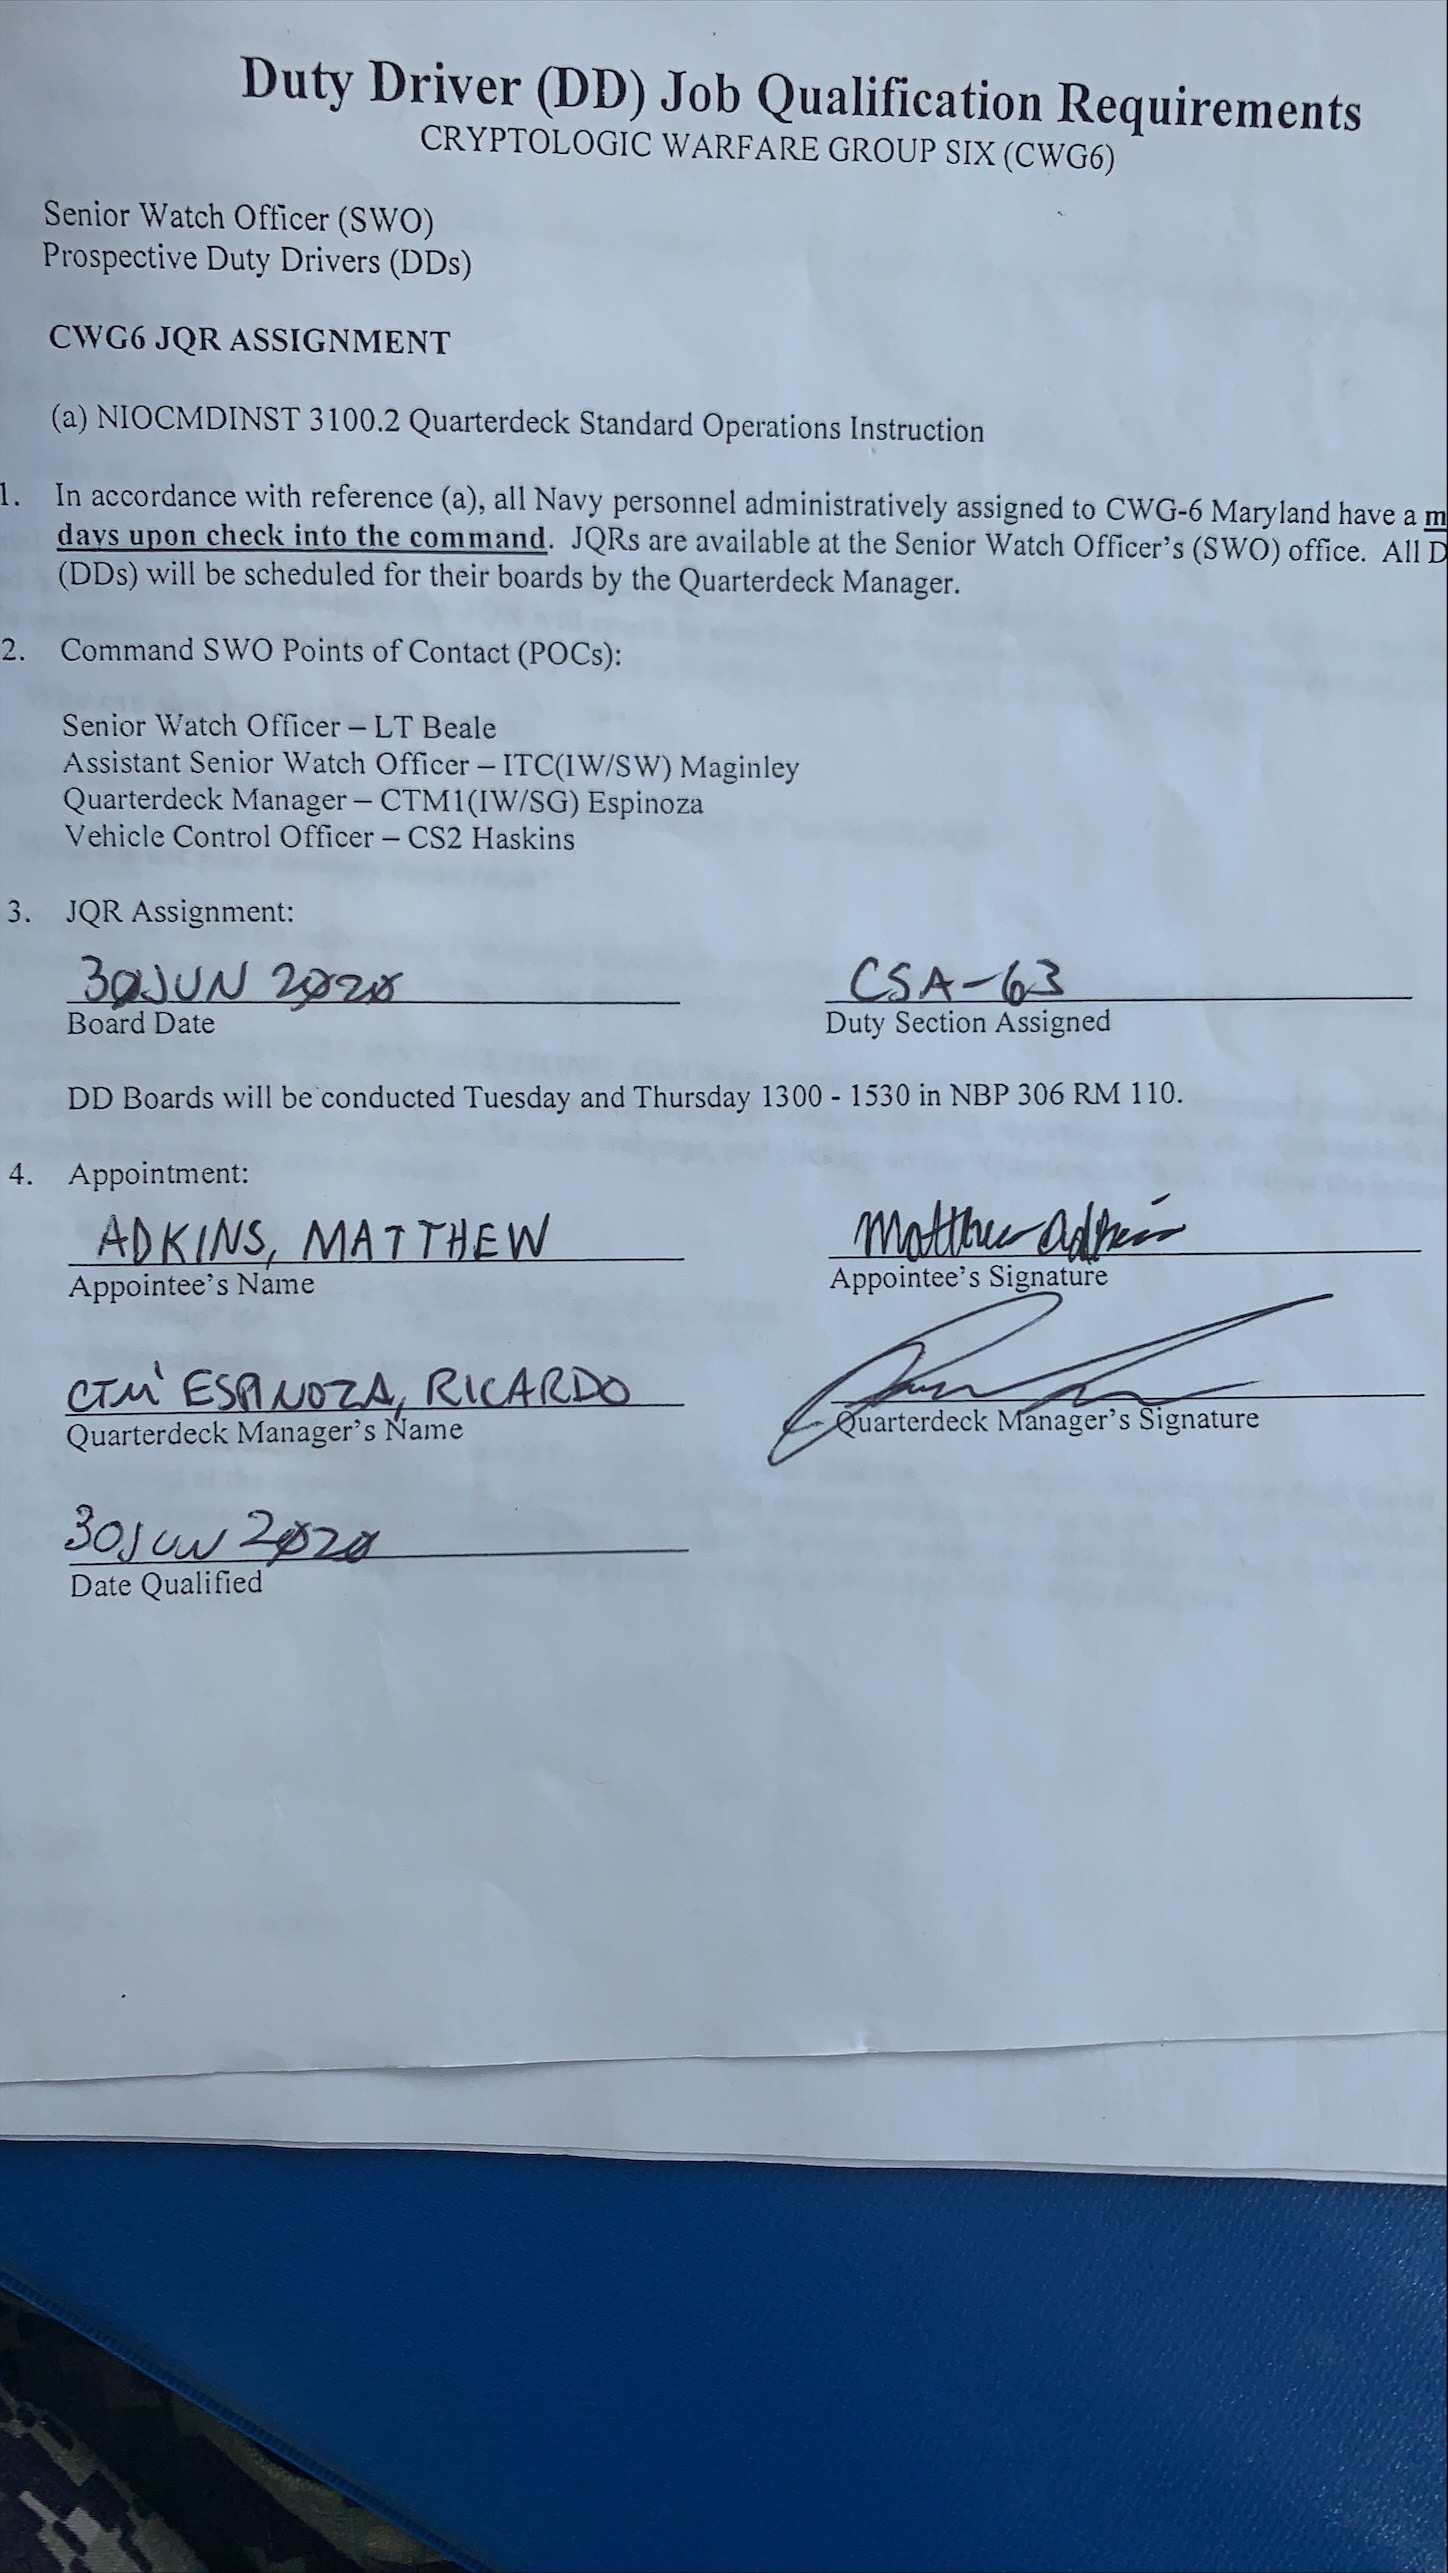 Duty Driver (DD) Job Qualification Requirements
CRYPTOLOGIC WARFARE GROUP SIX (CWG6)
Senior Watch Officer (SWO)
Prospective Duty Drivers (DDs)
CWG6 JQR ASSIGNMENT
(a) NIOCMDINST 3100.2 Quarterdeck Standard Operations Instruction
1. In accordance with reference (a), all Navy personnel administratively assigned to CWG-6 Maryland have a
days upon check into the command. JQRs are available at the Senior Watch Officer's (SWO) office. All
(DDs) will be scheduled for their boards by the Quarterdeck Manager.
2. Command SWO Points of Contact (POCs):
Senior Watch Officer – LT Beale
Assistant Senior Watch Officer – ITC(IW/SW) Maginley
Quarterdeck Manager – CTM1(IW/SG) Espinoza
Vehicle Control Officer – CS2 Haskins
3. JQR Assignment:
30 JUN 2020 CSA-63
Board Date Duty Section Assigned
DD Boards will be conducted Tuesday and Thursday 1300 - 1530 in NBP 306 RM 110.
4. Appointment:
ADKINS, MATTHEW Matthew Adkins
Appointee's Name Appointee's Signature
CTM1 ESPINOZA, RICARDO
Quarterdeck Manager's Name Quarterdeck Manager's Signature
30 JUN 2020
Date Qualified